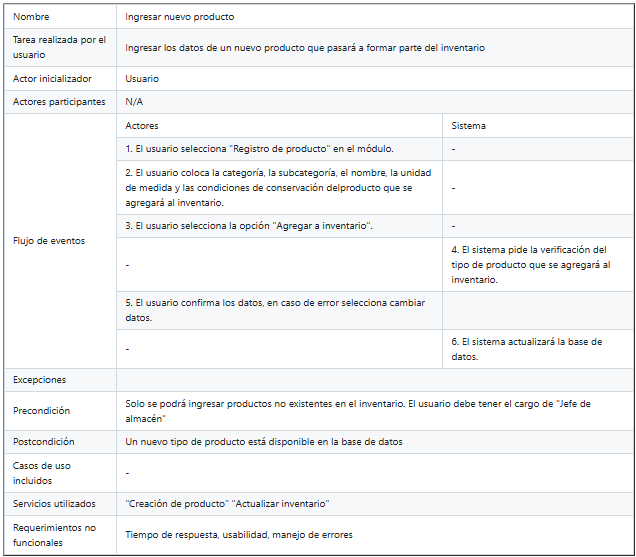 Nombre
Ingresar nuevo producto
Tarea realizada por el
usuario
Ingresar los datos de un nuevo producto que pasará a formar parte del inventario
Actor inicializador
Usuario
Actores participantes
N/A
Flujo de eventos
Actores
Sistema
1. El usuario selecciona "Registro de producto" en el módulo.
-
2. El usuario coloca la categoría, la subcategoría, el nombre, la unidad
de medida y las condiciones de conservación delproducto que se
agregará al inventario.
-
3. El usuario selecciona la opción "Agregar a inventario".
-
-
4. El sistema pide la verificación del
tipo de producto que se agregará al
inventario.
5. El usuario confirma los datos, en caso de error selecciona cambiar
datos.
-
6. El sistema actualizará la base de
datos.
Excepciones
Precondición
Solo se podrá ingresar productos no existentes en el inventario. El usuario debe tener el cargo de "Jefe de
almacén"
Postcondición
Un nuevo tipo de producto está disponible en la base de datos
Casos de uso
incluidos
-
Servicios utilizados
"Creación de producto" "Actualizar inventario"
Requerimientos no
funcionales
Tiempo de respuesta, usabilidad, manejo de errores